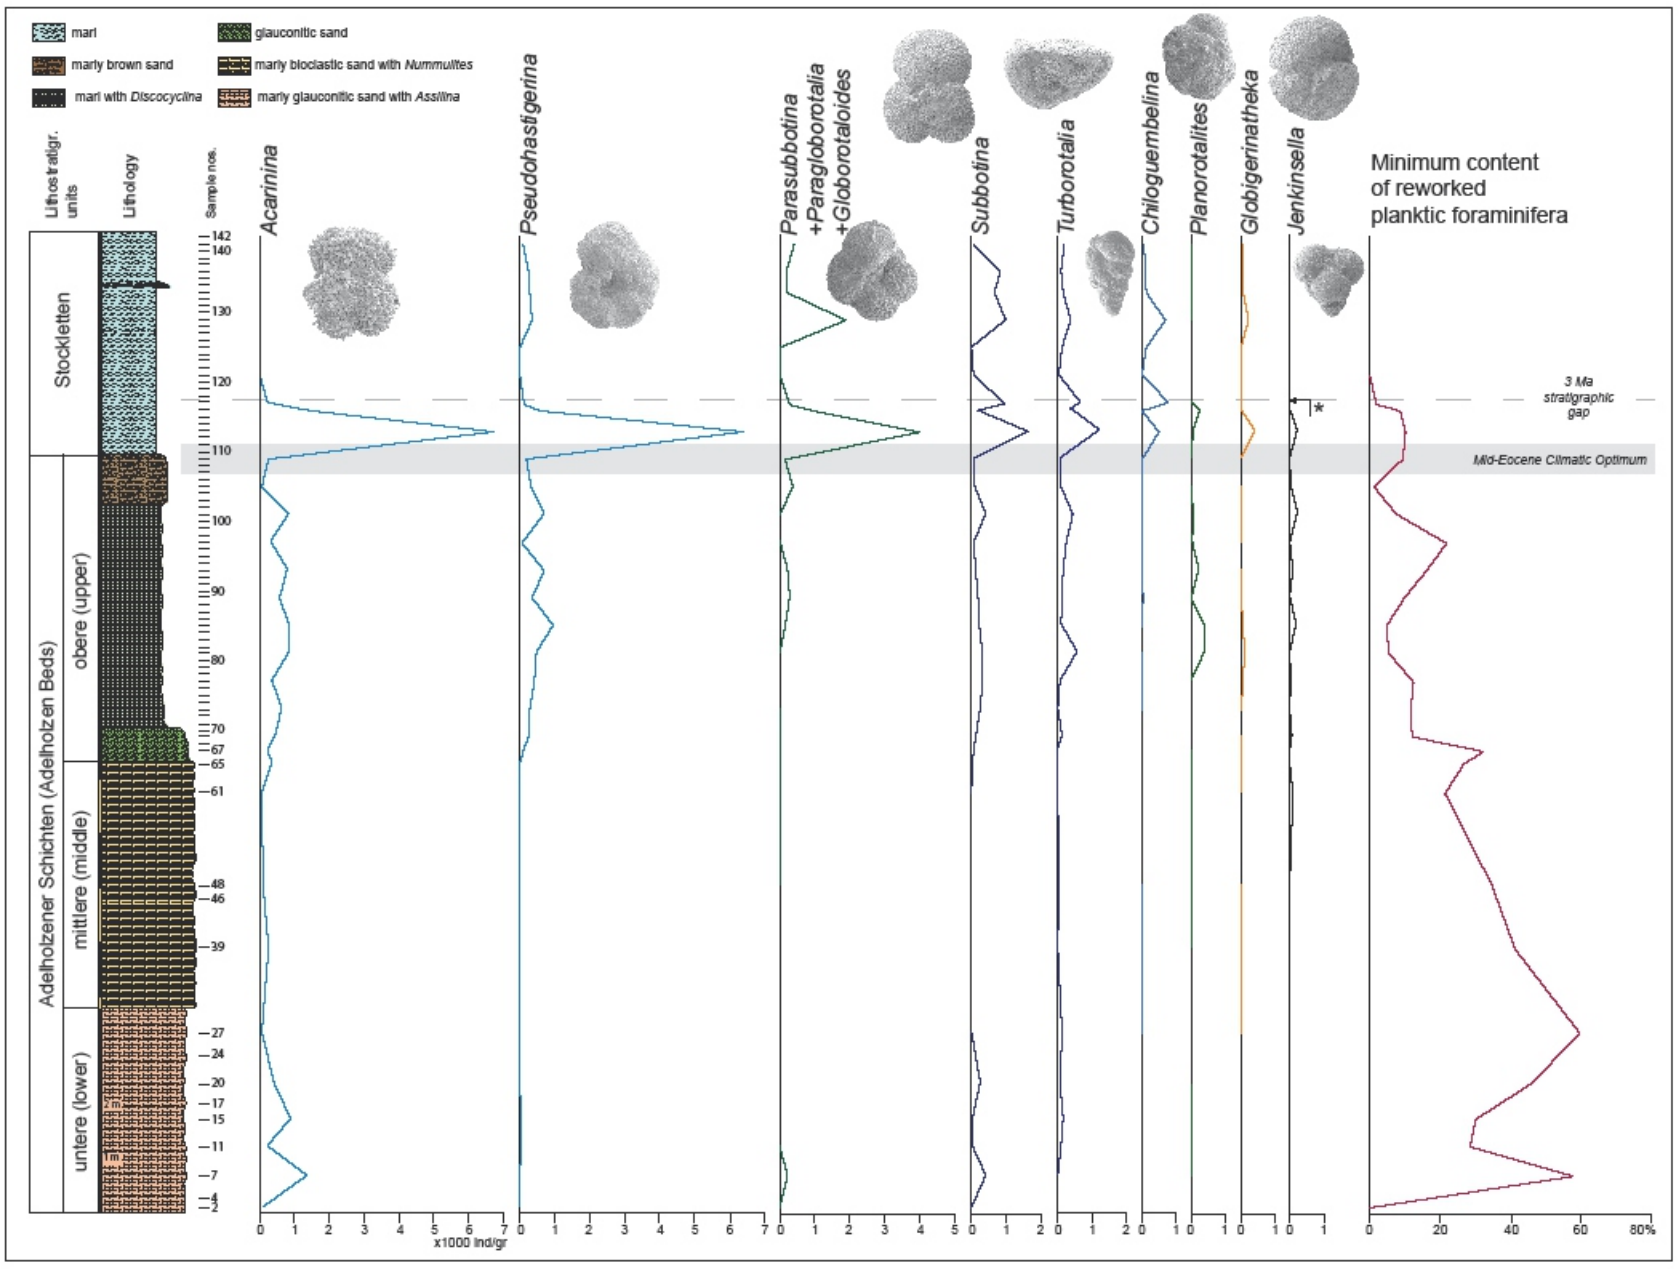 marl
glauconitic sand
marly brown sand
marly bioclastic sand with Nummulites
marl with Discocyclina
marly glauconitic sand with Assilina
Lithostratigr.
units
Lithology
Sample nos.
Acarinina
Pseudohastigerina
Parasubbotina
+Paragloborotalia
+Globorotaloides
Subbotina
Turborotalia
Chiloguembelina
Planorotalites
Globigerinatheka
Jenkinsella
Minimum content
of reworked
planktic foraminifera
Stockletten
Adelholzener Schichten (Adelholzen Beds)
obere (upper)
mittlere (middle)
untere (lower)
142
140
130
120
110
100
90
80
70
67
65
61
48
46
39
27
24
20
17
15
11
7
4
2
2 m
1 m
3 Ma
stratigraphic
gap
*
Mid-Eocene Climatic Optimum
0 1 2 3 4 5 6 7
x1000 ind/gr
0 1 2 3 4 5 6 7
0 1 2 3 4 5
0 1 2
0 1 2
0 1
0 1
0 1
0 1
0 20 40 60 80%